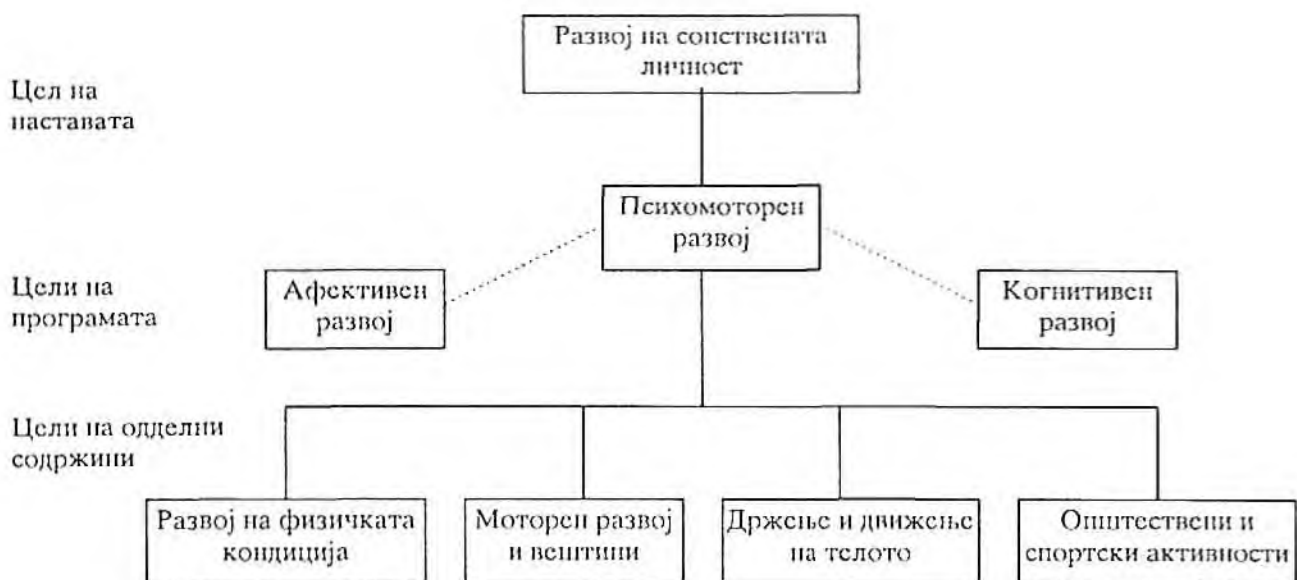 Развој на сопствената
личност
Цел на
наставата
Психомоторен
развој
Цели на
програмата
Афективен
развој
Когнитивен
развој
Цели на одделни
содржини
Развој на физичката
кондиција
Моторен развој
и вештини
Држење и движење
на телото
Општествени и
спортски активности